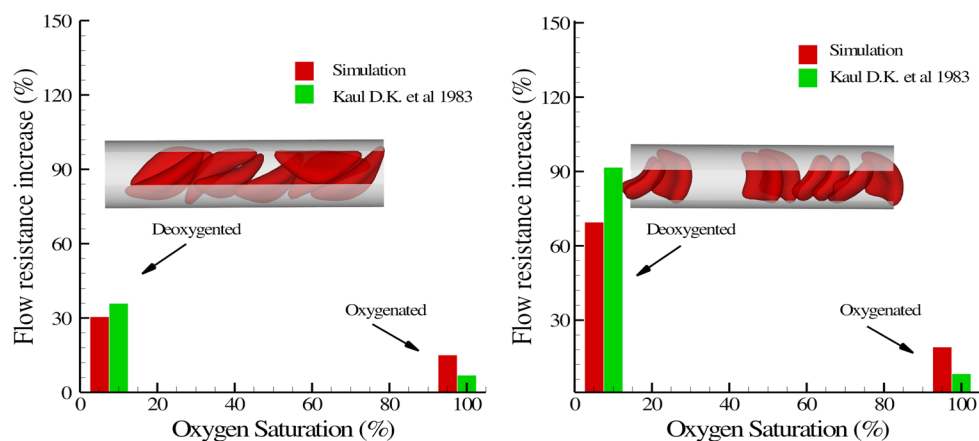 150
120
90
60
30
0
Flow resistance increase (%)
Simulation
Kaul D.K. et al 1983
Deoxygented
Oxygenated
0 20 40 60 80 100
Oxygen Saturation (%)
150
120
90
60
30
Flow resistance increase (%)
Simulation
Kaul D.K. et al 1983
Deoxygented
Oxygenated
0 20 40 60 80 100
Oxygen Saturation (%)